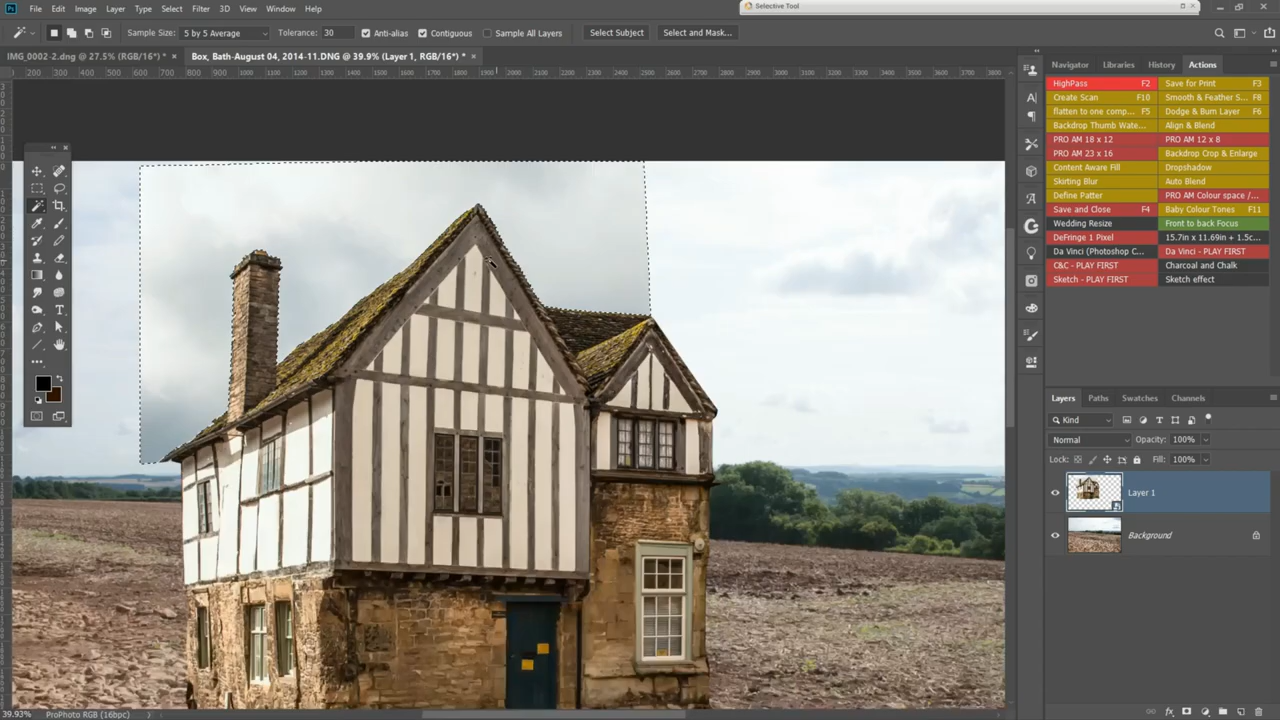 Ps File Edit Image Layer Type Select Filter 3D View Window Help
Selective Tool
Sample Size: 5 by 5 Average Tolerance: 30 Anti-alias Contiguous Sample All Layers Select Subject Select and Mask...
IMG_0002-2.dng @ 27.5% (RGB/16*) * × Box, Bath-August 04, 2014-11.DNG @ 39.9% (Layer 1, RGB/16*) * ×
Navigator Libraries History Actions
HighPass F2 Save for Print F3
Create Scan F10 Smooth & Feather S... F8
flatten to one comp... F5 Dodge & Burn Layer F6
Backdrop Thumb Wate... Align & Blend
PRO AM 18 x 12 PRO AM 12 x 8
PRO AM 23 x 16 Backdrop Crop & Enlarge
Content Aware Fill Dropshadow
Skirting Blur Auto Blend
Define Patter PRO AM Colour space /...
Save and Close F4 Baby Colour Tones F11
Wedding Resize Front to back Focus
DeFringe 1 Pixel 15.7in x 11.69in + 1.5c...
Da Vinci (Photoshop C... Da Vinci - PLAY FIRST
C&C - PLAY FIRST Charcoal and Chalk
Sketch - PLAY FIRST Sketch effect
Layers Paths Swatches Channels
Kind
Normal Opacity: 100%
Lock: Fill: 100%
Layer 1
Background
39.93% ProPhoto RGB (16bpc)